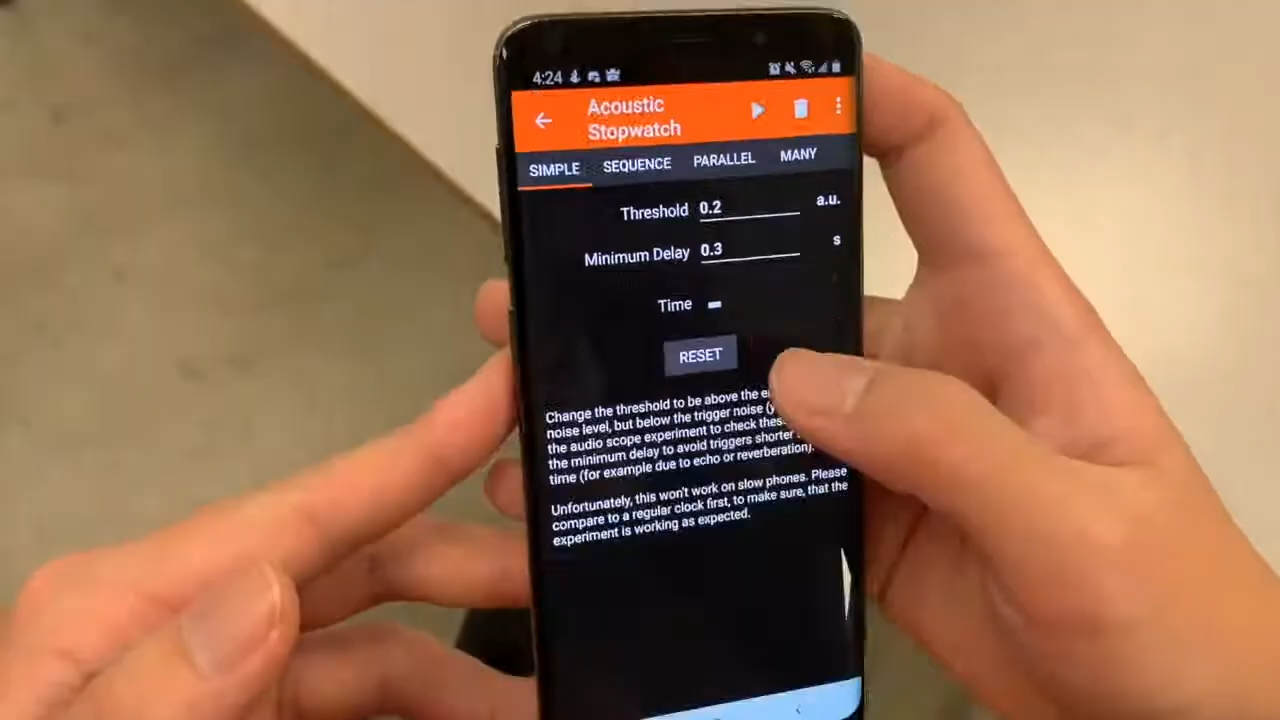 4:24
Acoustic
Stopwatch
SIMPLE SEQUENCE PARALLEL MANY
Threshold 0.2 a.u.
Minimum Delay 0.3 s
Time -
RESET
Change the threshold to be above the
noise level, but below the trigger noise
the audio scope experiment to check
the minimum delay to avoid triggers shorter
time (for example due to echo or reverberation).
Unfortunately, this won't work on slow phones. Please
compare to a regular clock first, to make sure, that the
experiment is working as expected.